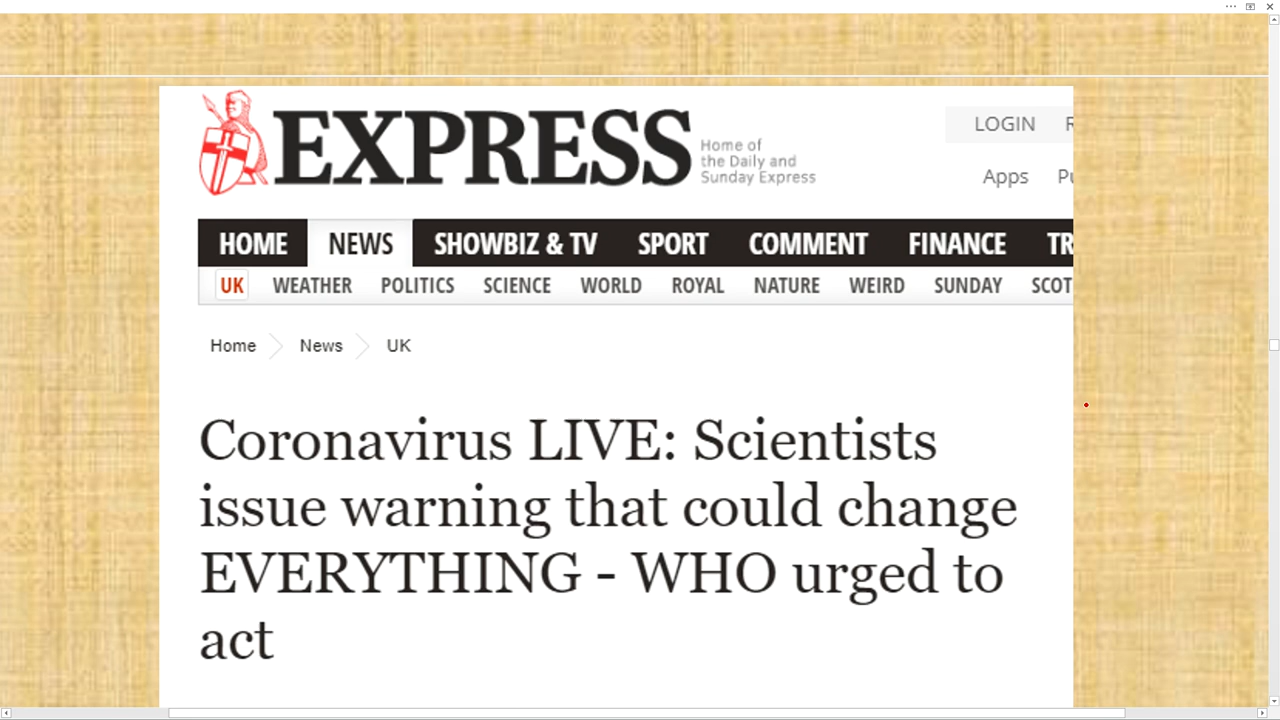 EXPRESS
Home of
the Daily and
Sunday Express
LOGIN
Apps
HOME NEWS SHOWBIZ & TV SPORT COMMENT FINANCE
UK WEATHER POLITICS SCIENCE WORLD ROYAL NATURE WEIRD SUNDAY
Home News UK
Coronavirus LIVE: Scientists
issue warning that could change
EVERYTHING - WHO urged to
act